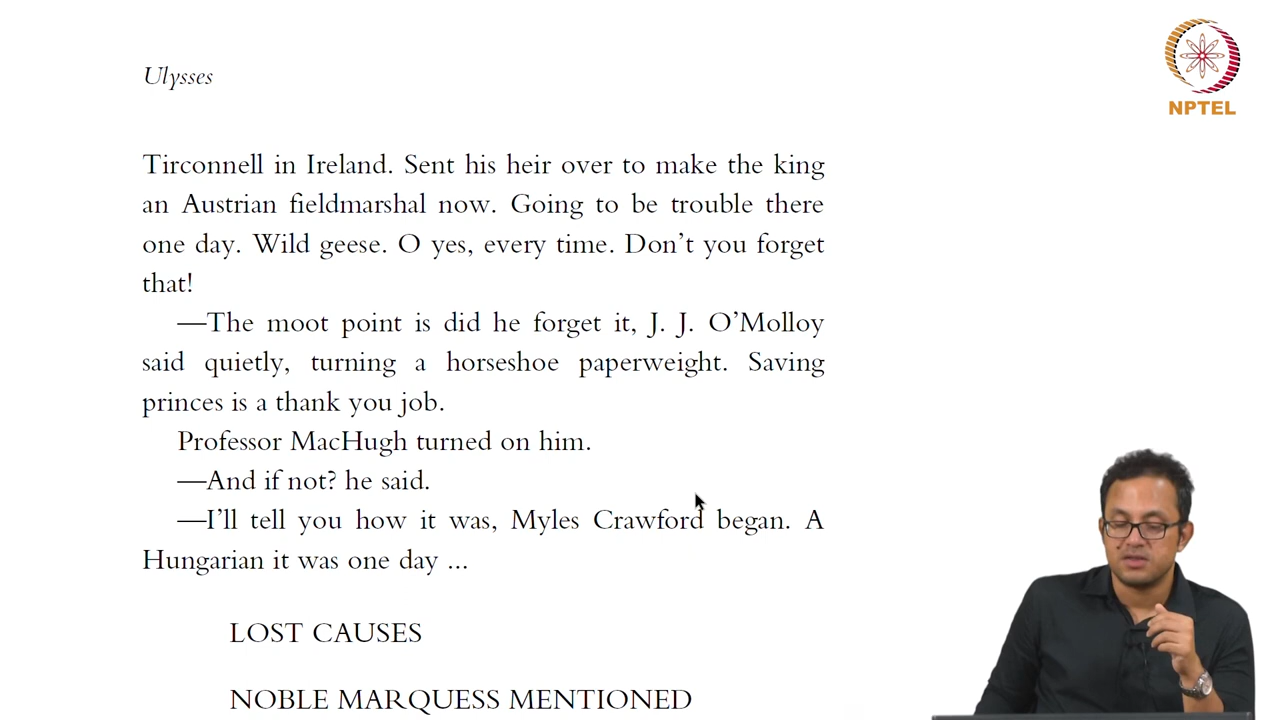 Ulysses
NPTEL
Tirconnell in Ireland. Sent his heir over to make the king
an Austrian fieldmarshal now. Going to be trouble there
one day. Wild geese. O yes, every time. Don’t you forget
that!
—The moot point is did he forget it, J. J. O’Molloy
said quietly, turning a horseshoe paperweight. Saving
princes is a thank you job.
Professor MacHugh turned on him.
—And if not? he said.
—I’ll tell you how it was, Myles Crawford began. A
Hungarian it was one day ...
LOST CAUSES
NOBLE MARQUESS MENTIONED